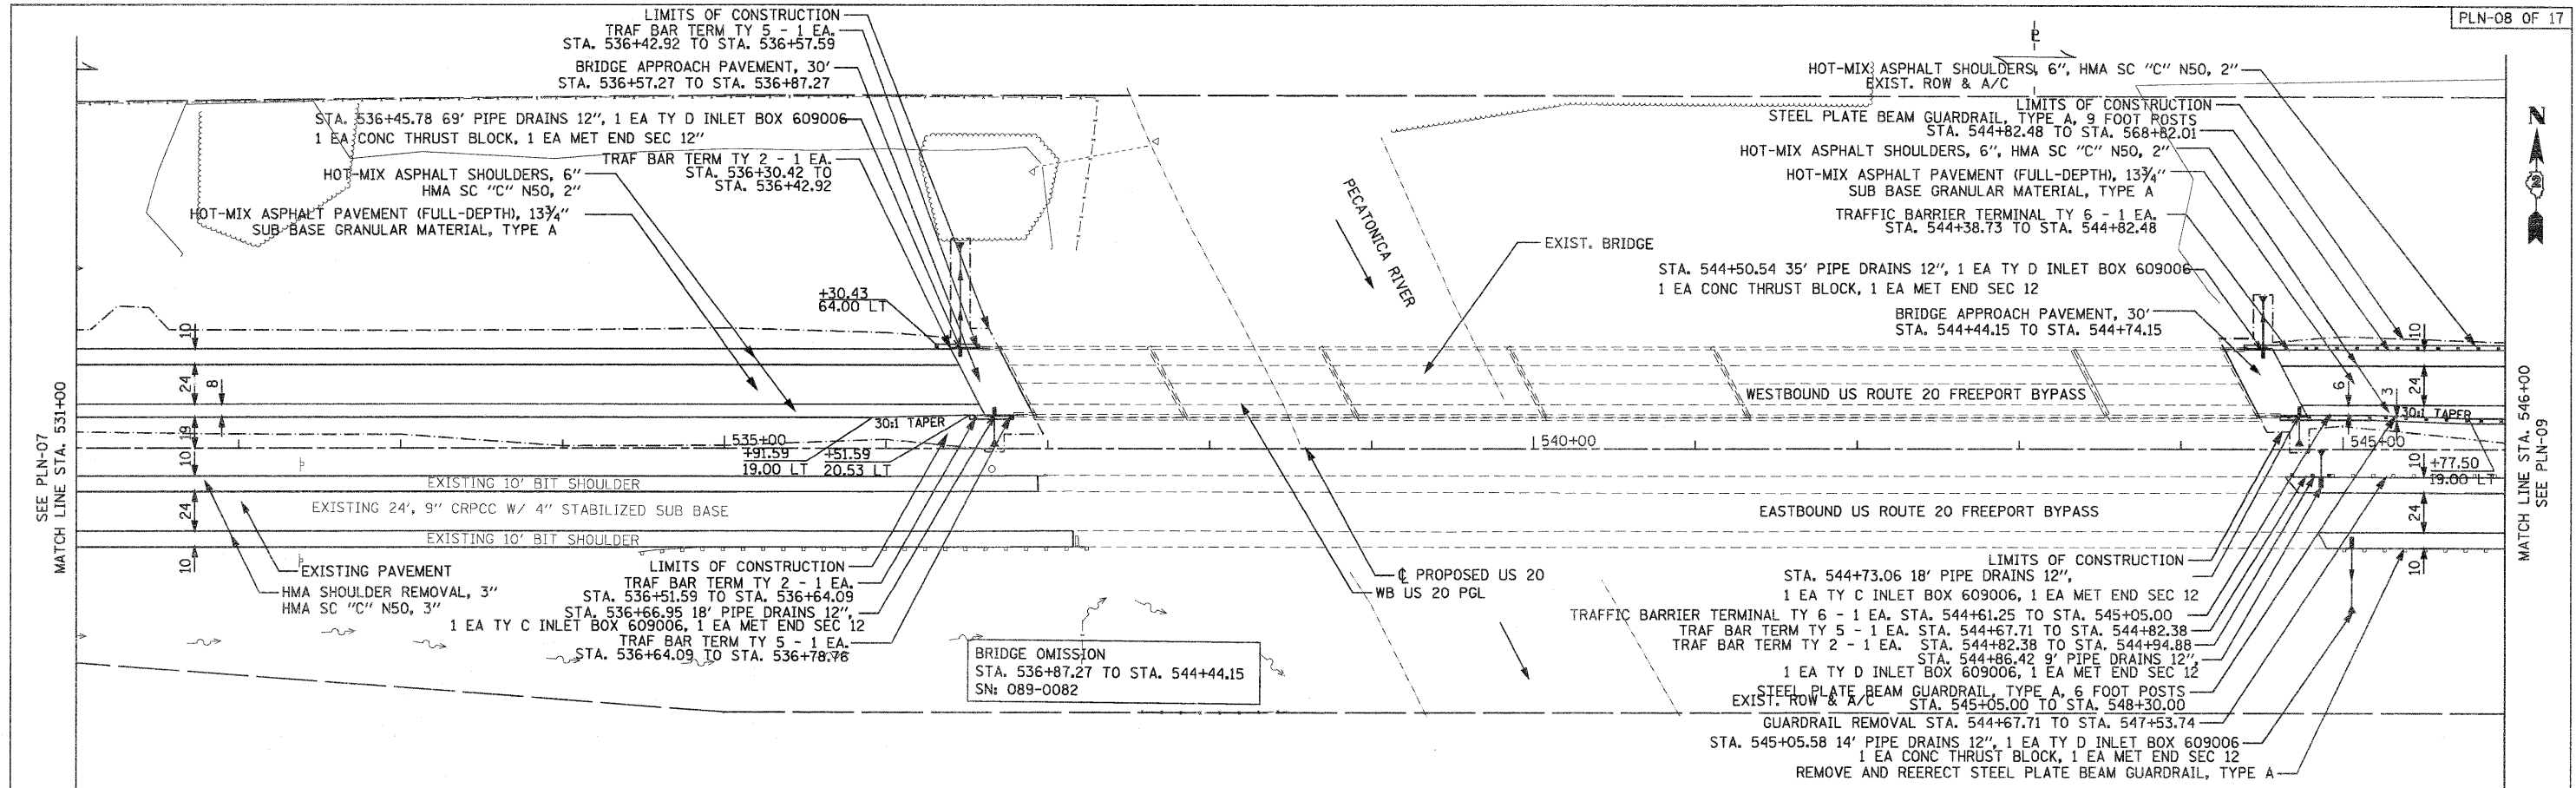 PLN-08 OF 17
LIMITS OF CONSTRUCTION
TRAF BAR TERM TY 5 - 1 EA.
STA. 536+42.92 TO STA. 536+57.59
BRIDGE APPROACH PAVEMENT, 30'
STA. 536+57.27 TO STA. 536+87.27
STA. 536+45.78 69' PIPE DRAINS 12", 1 EA TY D INLET BOX 609006
1 EA CONC THRUST BLOCK, 1 EA MET END SEC 12"
TRAF BAR TERM TY 2 - 1 EA.
STA. 536+30.42 TO
STA. 536+42.92
HOT-MIX ASPHALT SHOULDERS, 6"
HMA SC "C" N50, 2"
HOT-MIX ASPHALT PAVEMENT (FULL-DEPTH), 13¾"
SUB BASE GRANULAR MATERIAL, TYPE A
+30.43
64.00 LT
PECATONICA RIVER
EXIST. BRIDGE
℄
HOT-MIX ASPHALT SHOULDERS, 6", HMA SC "C" N50, 2"
EXIST. ROW & A/C
LIMITS OF CONSTRUCTION
STEEL PLATE BEAM GUARDRAIL, TYPE A, 9 FOOT POSTS
STA. 544+82.48 TO STA. 568+82.01
HOT-MIX ASPHALT SHOULDERS, 6", HMA SC "C" N50, 2"
HOT-MIX ASPHALT PAVEMENT (FULL-DEPTH), 13¾"
SUB BASE GRANULAR MATERIAL, TYPE A
TRAFFIC BARRIER TERMINAL TY 6 - 1 EA.
STA. 544+38.73 TO STA. 544+82.48
STA. 544+50.54 35' PIPE DRAINS 12", 1 EA TY D INLET BOX 609006
1 EA CONC THRUST BLOCK, 1 EA MET END SEC 12
BRIDGE APPROACH PAVEMENT, 30'
STA. 544+44.15 TO STA. 544+74.15
N
2
SEE PLN-07
MATCH LINE STA. 531+00
10
24
8
19
10
24
10
WESTBOUND US ROUTE 20 FREEPORT BYPASS
30:1 TAPER
535+00
+91.59
19.00 LT
+51.59
20.53 LT
540+00
545+00
10
24
6
3
30:1 TAPER
10
+77.50
19.00 LT
24
10
EXISTING 10' BIT SHOULDER
EXISTING 24', 9" CRPCC W/ 4" STABILIZED SUB BASE
EXISTING 10' BIT SHOULDER
EASTBOUND US ROUTE 20 FREEPORT BYPASS
MATCH LINE STA. 546+00
SEE PLN-09
EXISTING PAVEMENT
HMA SHOULDER REMOVAL, 3"
HMA SC "C" N50, 3"
LIMITS OF CONSTRUCTION
TRAF BAR TERM TY 2 - 1 EA.
STA. 536+51.59 TO STA. 536+64.09
STA. 536+66.95 18' PIPE DRAINS 12",
1 EA TY C INLET BOX 609006, 1 EA MET END SEC 12
TRAF BAR TERM TY 5 - 1 EA.
STA. 536+64.09 TO STA. 536+78.76
BRIDGE OMISSION
STA. 536+87.27 TO STA. 544+44.15
SN: 089-0082
℄ PROPOSED US 20
WB US 20 PGL
LIMITS OF CONSTRUCTION
STA. 544+73.06 18' PIPE DRAINS 12",
1 EA TY C INLET BOX 609006, 1 EA MET END SEC 12
TRAFFIC BARRIER TERMINAL TY 6 - 1 EA. STA. 544+61.25 TO STA. 545+05.00
TRAF BAR TERM TY 5 - 1 EA. STA. 544+67.71 TO STA. 544+82.38
TRAF BAR TERM TY 2 - 1 EA. STA. 544+82.38 TO STA. 544+94.88
STA. 544+86.42 9' PIPE DRAINS 12",
1 EA TY D INLET BOX 609006, 1 EA MET END SEC 12
STEEL PLATE BEAM GUARDRAIL, TYPE A, 6 FOOT POSTS
EXIST. ROW & A/C
STA. 545+05.00 TO STA. 548+30.00
GUARDRAIL REMOVAL STA. 544+67.71 TO STA. 547+53.74
STA. 545+05.58 14' PIPE DRAINS 12", 1 EA TY D INLET BOX 609006
1 EA CONC THRUST BLOCK, 1 EA MET END SEC 12
REMOVE AND REERECT STEEL PLATE BEAM GUARDRAIL, TYPE A